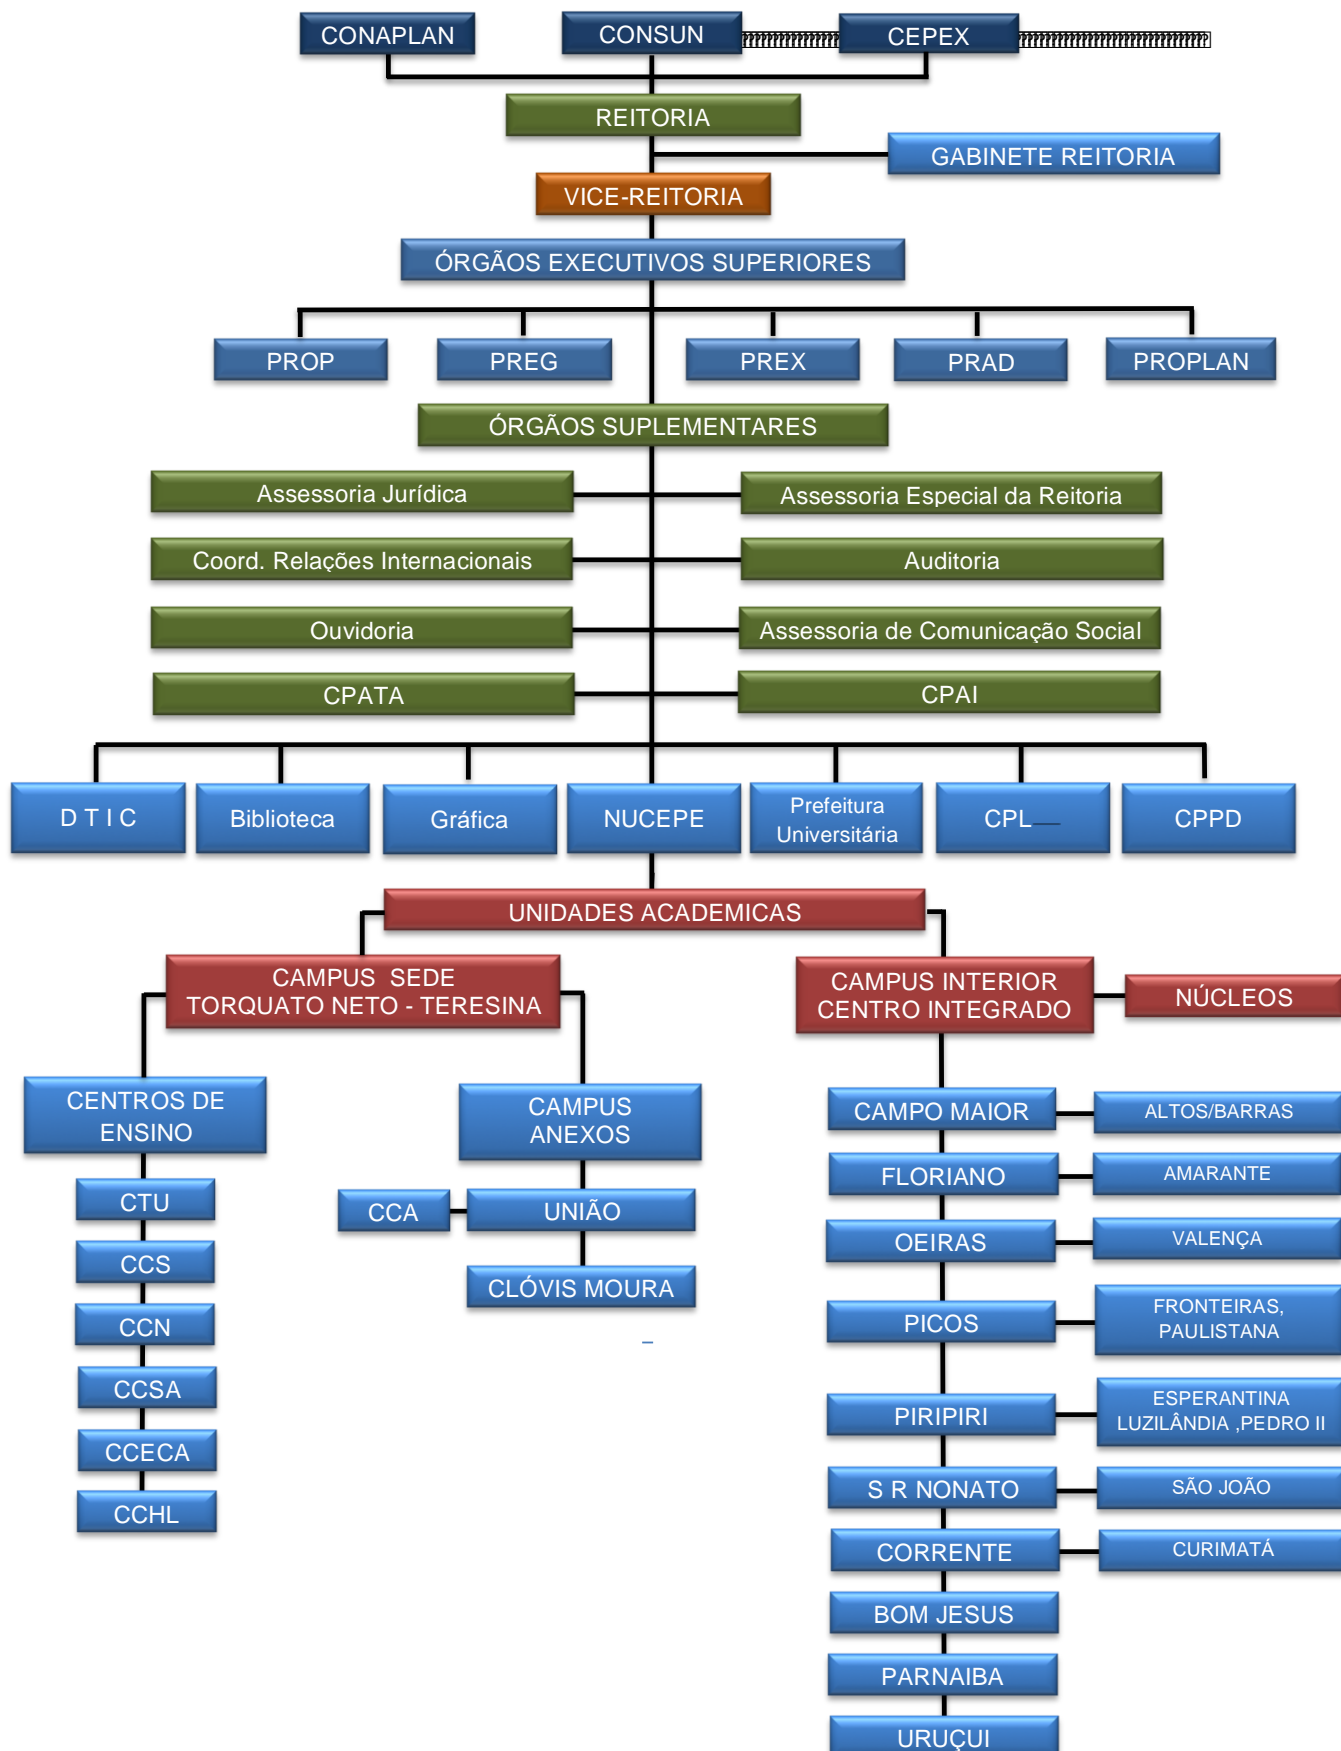 CONAPLAN
CONSUN
CEPEX
REITORIA
GABINETE REITORIA
VICE-REITORIA
ÓRGÃOS EXECUTIVOS SUPERIORES
PROP
PREG
PREX
PRAD
PROPLAN
ÓRGÃOS SUPLEMENTARES
Assessoria Jurídica
Assessoria Especial da Reitoria
Coord. Relações Internacionais
Auditoria
Ouvidoria
Assessoria de Comunicação Social
CPATA
CPAI
D T I C
Biblioteca
Gráfica
NUCEPE
Prefeitura
Universitária
CPL
CPPD
UNIDADES ACADEMICAS
CAMPUS SEDE
TORQUATO NETO - TERESINA
CAMPUS INTERIOR
CENTRO INTEGRADO
NÚCLEOS
CENTROS DE
ENSINO
CTU
CCS
CCN
CCSA
CCECA
CCHL
CAMPUS
ANEXOS
CCA
UNIÃO
CLÓVIS MOURA
CAMPO MAIOR
ALTOS/BARRAS
FLORIANO
AMARANTE
OEIRAS
VALENÇA
PICOS
FRONTEIRAS,
PAULISTANA
PIRIPIRI
ESPERANTINA
LUZILÂNDIA ,PEDRO II
S R NONATO
SÃO JOÃO
CORRENTE
CURIMATÁ
BOM JESUS
PARNAIBA
URUÇUI